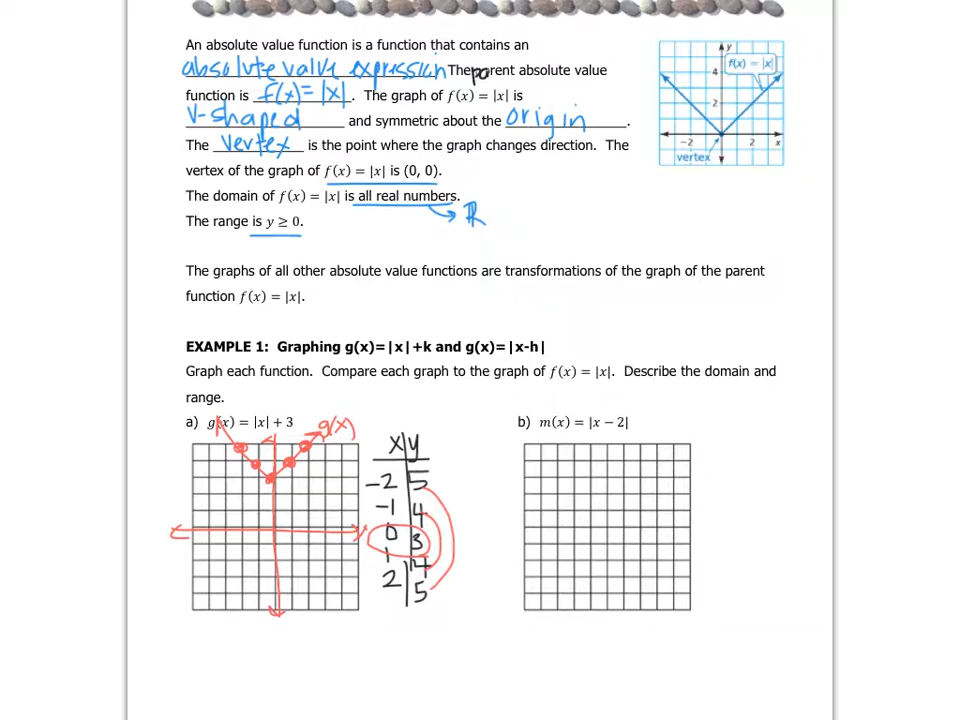 An absolute value function is a function that contains an
absolute value expression The parent absolute value
function is f(x) = |x|. The graph of f(x) = |x| is
V-shaped and symmetric about the origin.
The vertex is the point where the graph changes direction. The
vertex of the graph of f(x) = |x| is (0, 0).
The domain of f(x) = |x| is all real numbers.
→ ℝ
The range is y ≥ 0.
y
f(x) = |x|
4
2
-2
2
x
vertex
The graphs of all other absolute value functions are transformations of the graph of the parent
function f(x) = |x|.
EXAMPLE 1: Graphing g(x)=|x|+k and g(x)=|x-h|
Graph each function. Compare each graph to the graph of f(x) = |x|. Describe the domain and
range.
a) g(x) = |x| + 3
g(x)
x|y
-2|5
-1|4
0|3
1|4
2|5
b) m(x) = |x − 2|